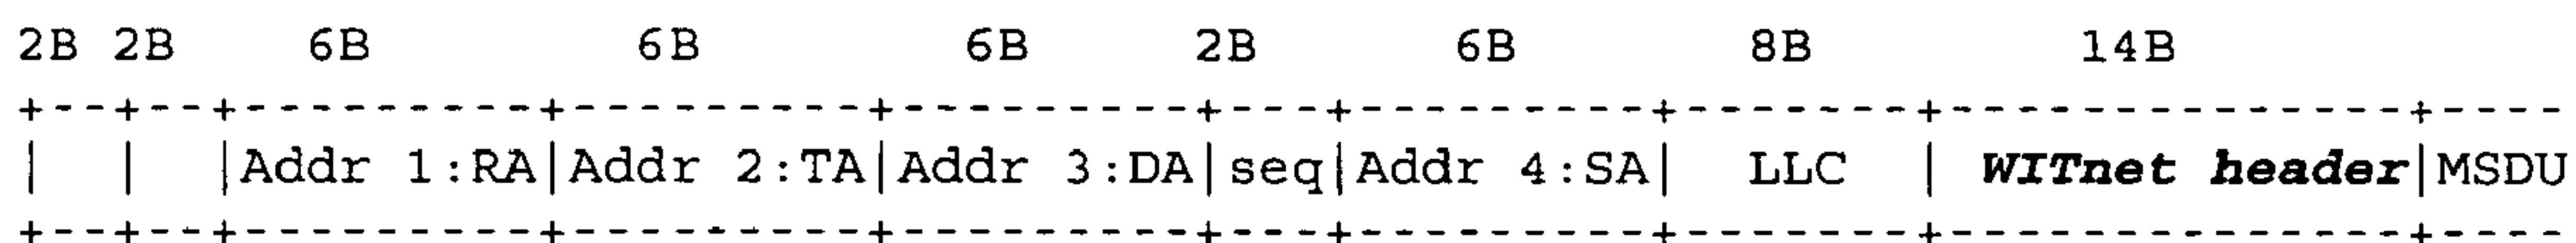 2B 2B 6B 6B 6B 2B 6B 8B 14B
+--+--+----------+----------+----------+---+----------+--------+--------------+----
| | |Addr 1:RA|Addr 2:TA|Addr 3:DA|seq|Addr 4:SA| LLC | WITnet header|MSDU
+--+--+----------+----------+----------+---+----------+--------+--------------+----